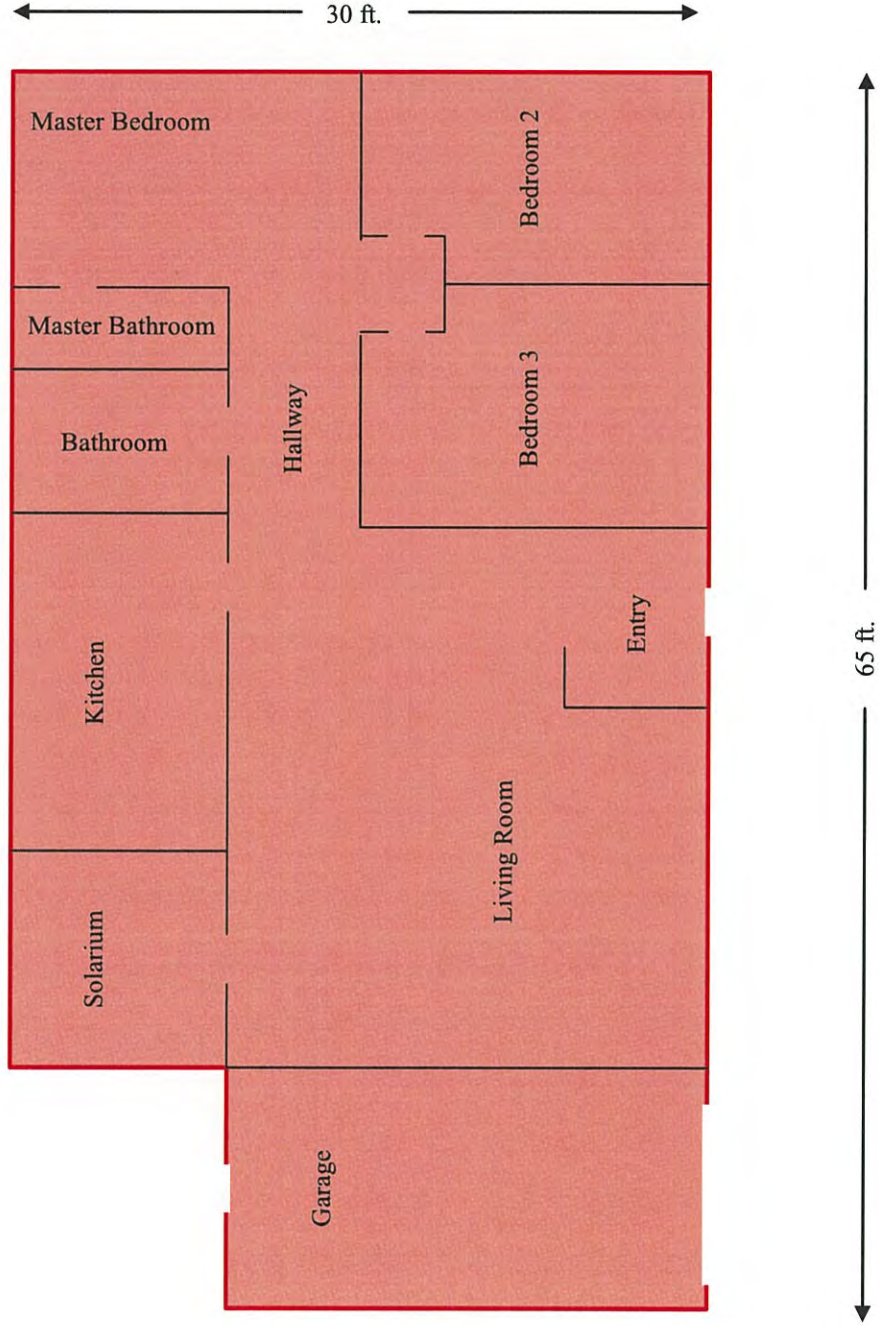 30 ft.
Master Bedroom
Bedroom 2
Master Bathroom
Bedroom 3
Hallway
Bathroom
Entry
65 ft.
Kitchen
Living Room
Solarium
Garage